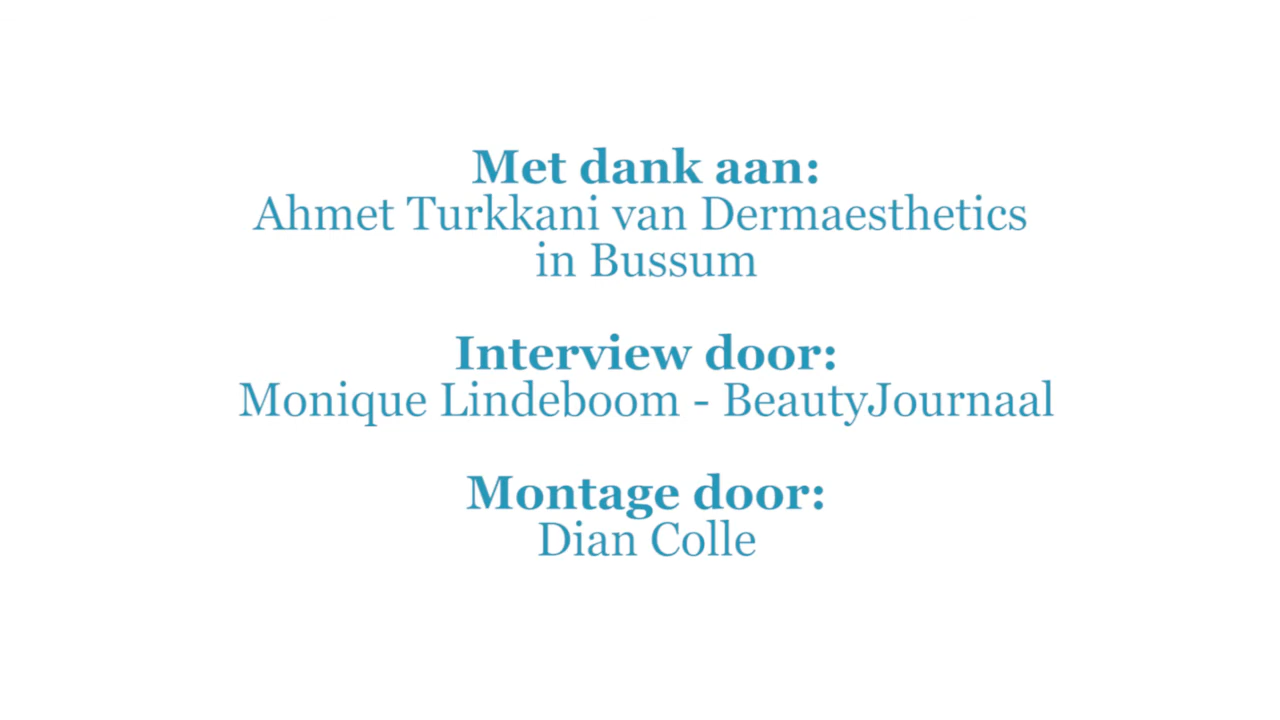 Met dank aan:
Ahmet Turkkani van Dermaesthetics
in Bussum
Interview door:
Monique Lindeboom - BeautyJournaal
Montage door:
Dian Colle